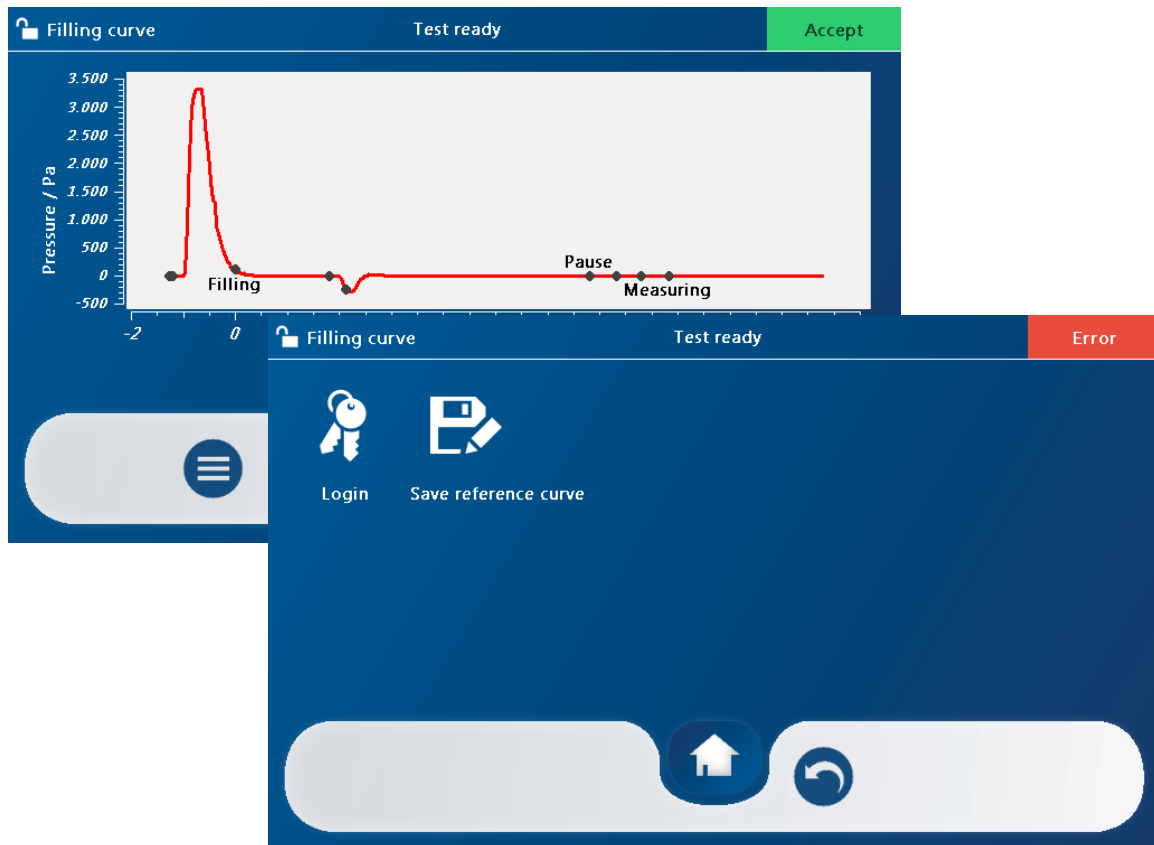 Filling curve Test ready Accept
3.500
3.000
2.500
2.000
1.500
1.000
500
0
-500
Pressure / Pa
Filling
Pause
Measuring
-2 0
Filling curve Test ready Error
Login Save reference curve